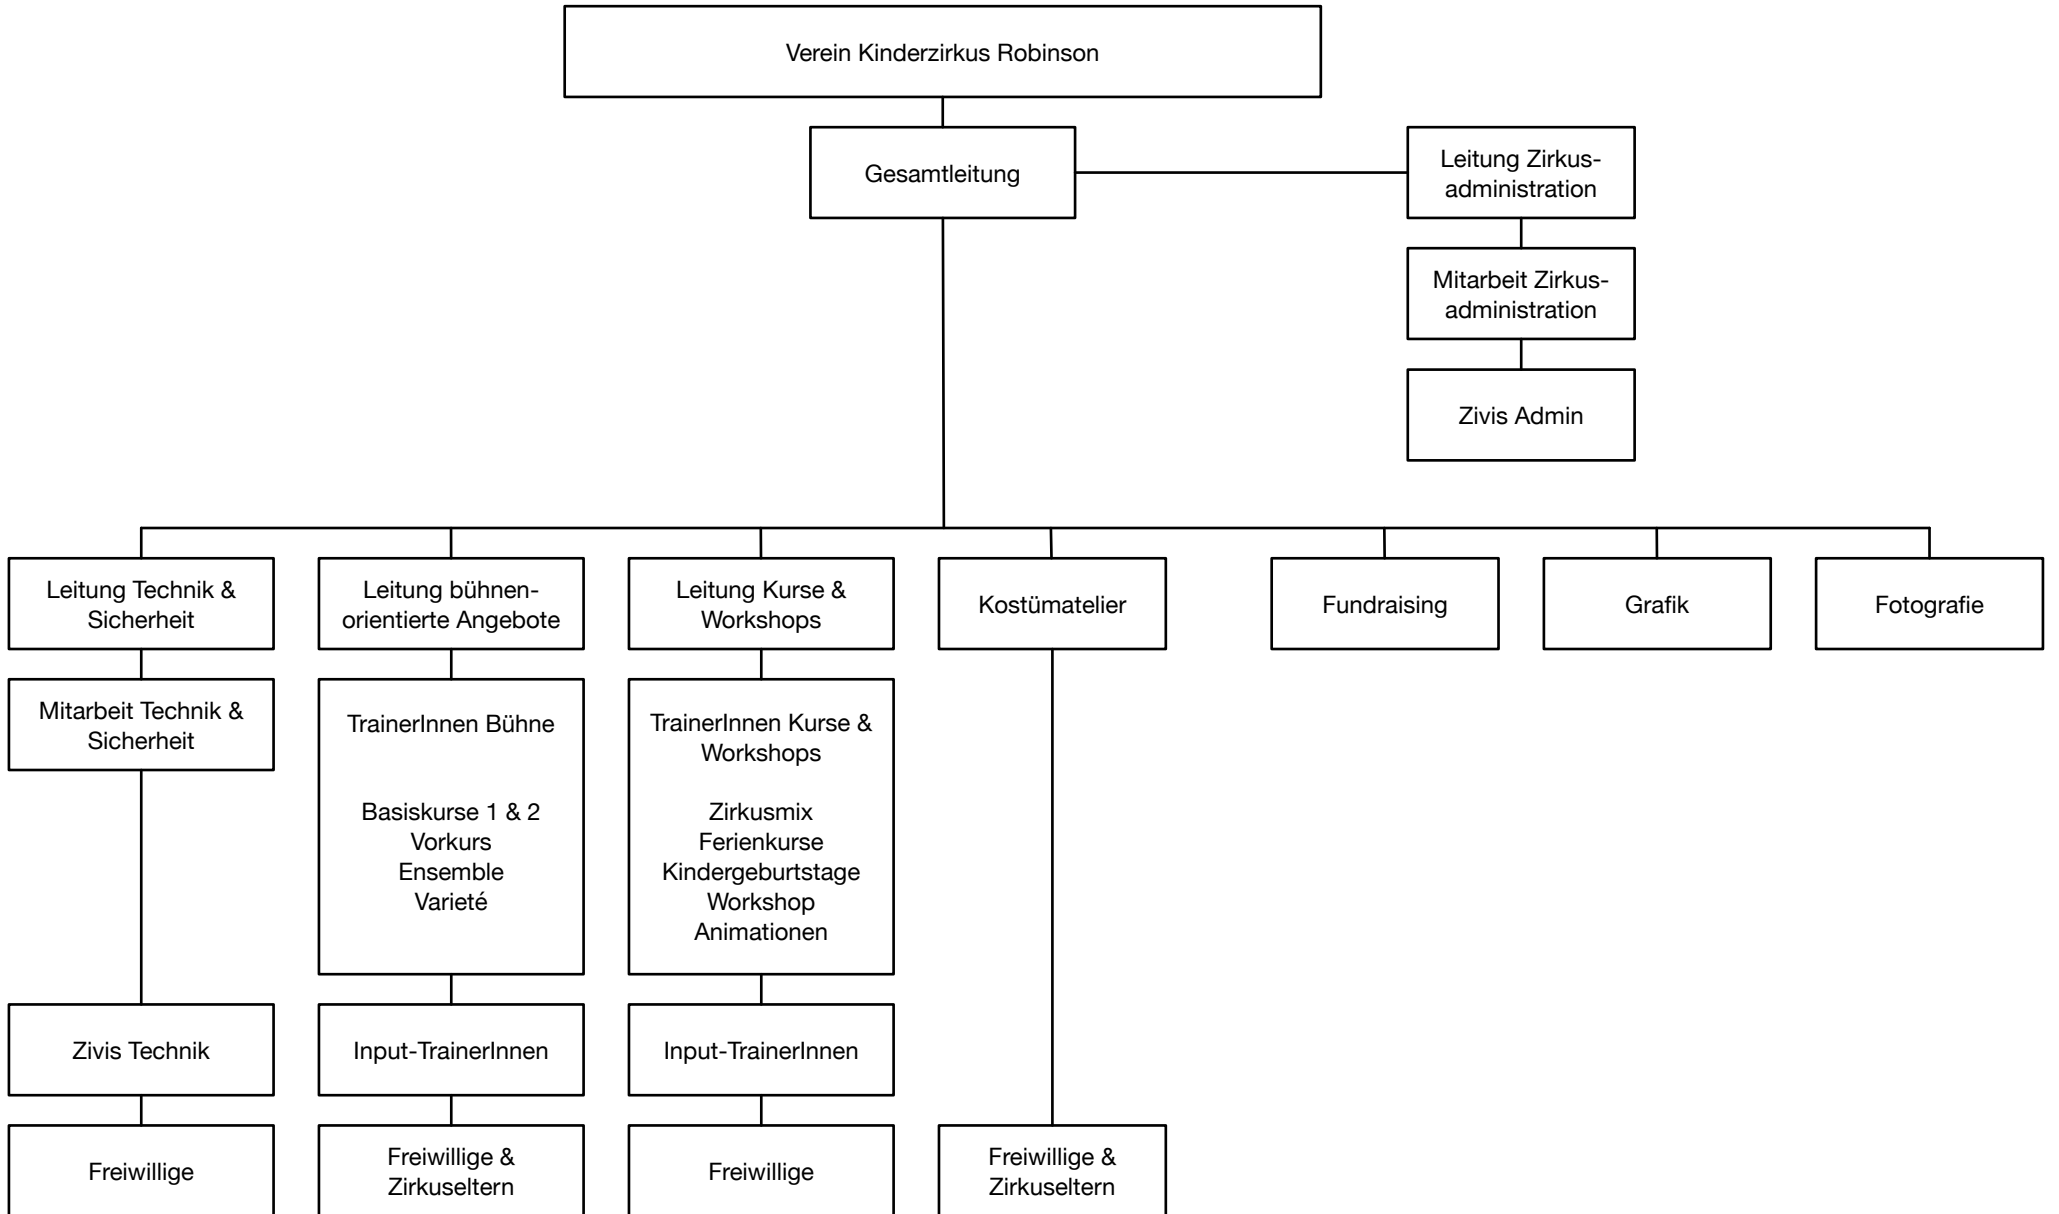 Verein Kinderzirkus Robinson
Gesamtleitung
Leitung Zirkus-
administration
Mitarbeit Zirkus-
administration
Zivis Admin
Leitung Technik &
Sicherheit
Leitung bühnen-
orientierte Angebote
Leitung Kurse &
Workshops
Kostümatelier
Fundraising
Grafik
Fotografie
Mitarbeit Technik &
Sicherheit
TrainerInnen Bühne
Basiskurse 1 & 2
Vorkurs
Ensemble
Varieté
TrainerInnen Kurse &
Workshops
Zirkusmix
Ferienkurse
Kindergeburtstage
Workshop
Animationen
Zivis Technik
Input-TrainerInnen
Input-TrainerInnen
Freiwillige
Freiwillige &
Zirkuseltern
Freiwillige
Freiwillige &
Zirkuseltern